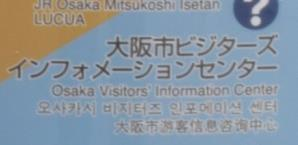 JR Osaka Mitsukoshi Isetan
LUCUA
?
大阪市ビジターズ
インフォメーションセンター
Osaka Visitors' Information Center
오사카시 비지터즈 인포메이션 센터
大阪市游客信息咨询中心